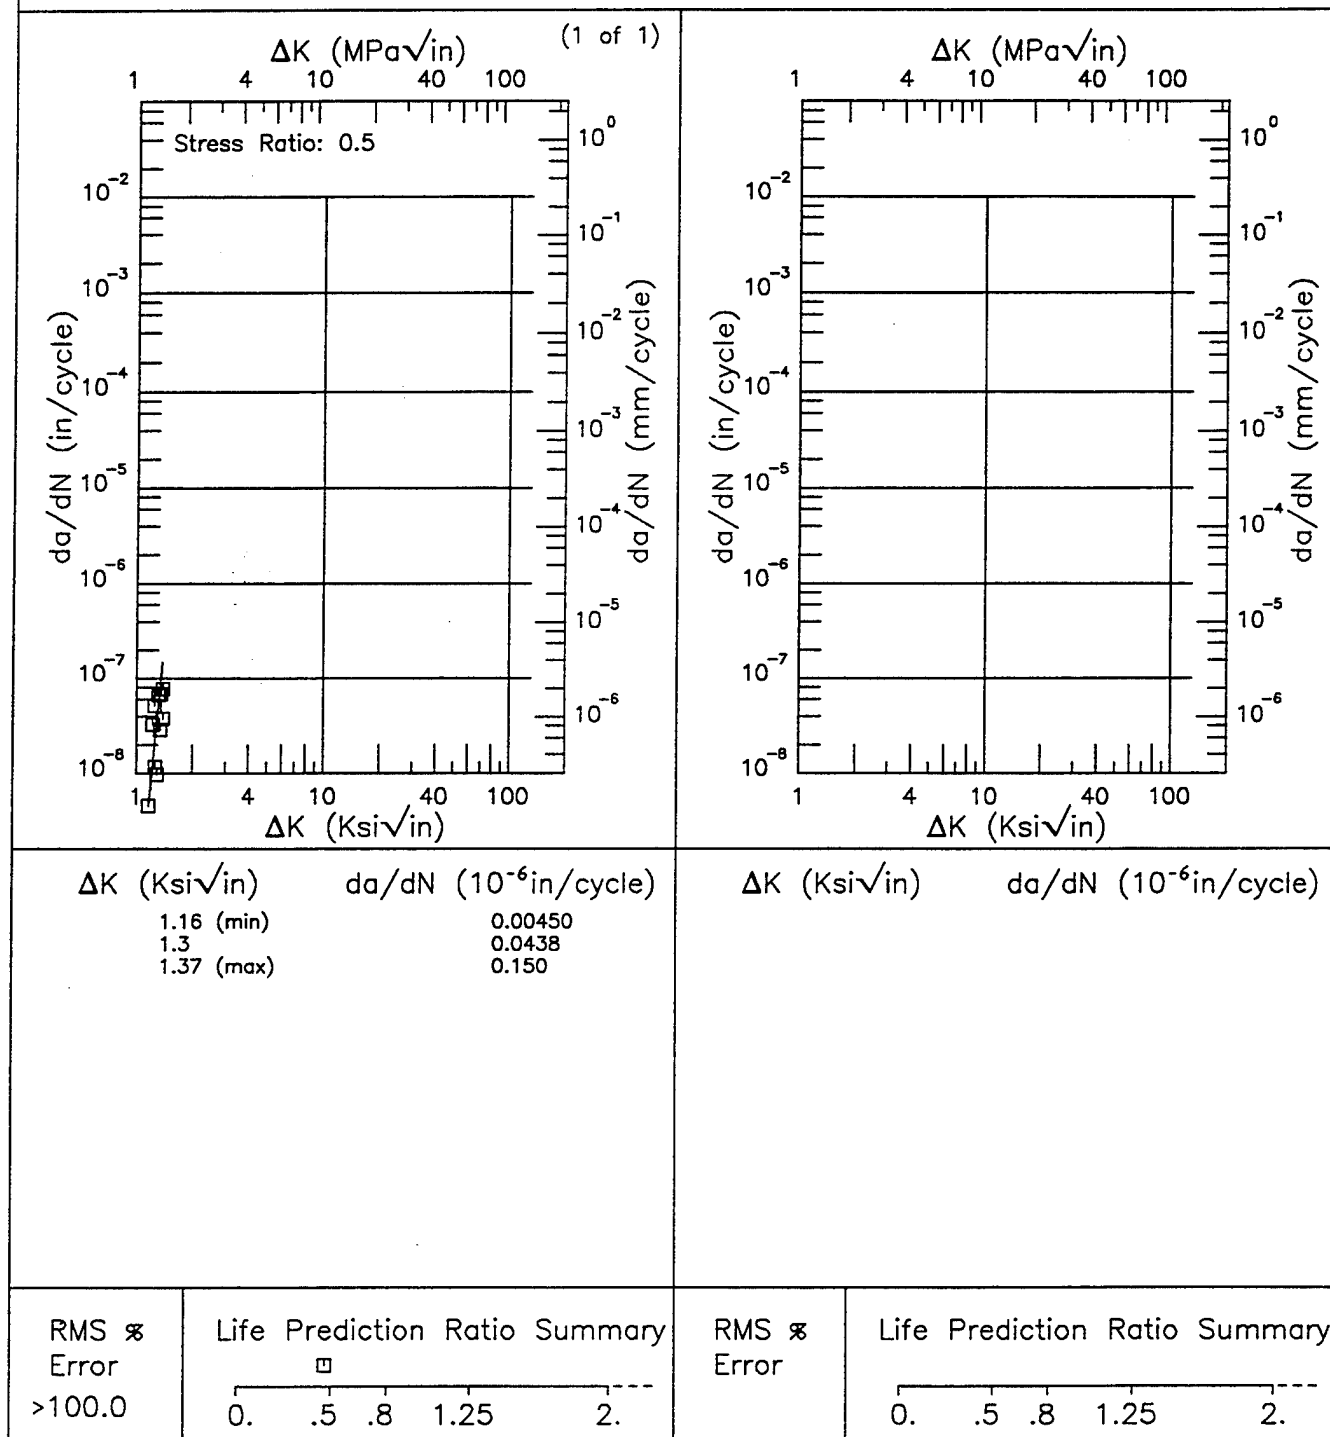 (1 of 1)
ΔK (MPa√in)
1 4 10 40 100
Stress Ratio: 0.5
10⁰
10⁻²
10⁻¹
10⁻³
10⁻²
10⁻⁴
10⁻³
10⁻⁵
10⁻⁴
10⁻⁶
10⁻⁵
10⁻⁷
10⁻⁶
10⁻⁸
da/dN (in/cycle)
da/dN (mm/cycle)
1 4 10 40 100
ΔK (Ksi√in)
ΔK (MPa√in)
1 4 10 40 100
10⁰
10⁻²
10⁻¹
10⁻³
10⁻²
10⁻⁴
10⁻³
10⁻⁵
10⁻⁴
10⁻⁶
10⁻⁵
10⁻⁷
10⁻⁶
10⁻⁸
da/dN (in/cycle)
da/dN (mm/cycle)
1 4 10 40 100
ΔK (Ksi√in)
ΔK (Ksi√in) da/dN (10⁻⁶in/cycle)
1.16 (min) 0.00450
1.3 0.0438
1.37 (max) 0.150
ΔK (Ksi√in) da/dN (10⁻⁶in/cycle)
RMS %
Error
>100.0
Life Prediction Ratio Summary
0. .5 .8 1.25 2.
RMS %
Error
Life Prediction Ratio Summary
0. .5 .8 1.25 2.